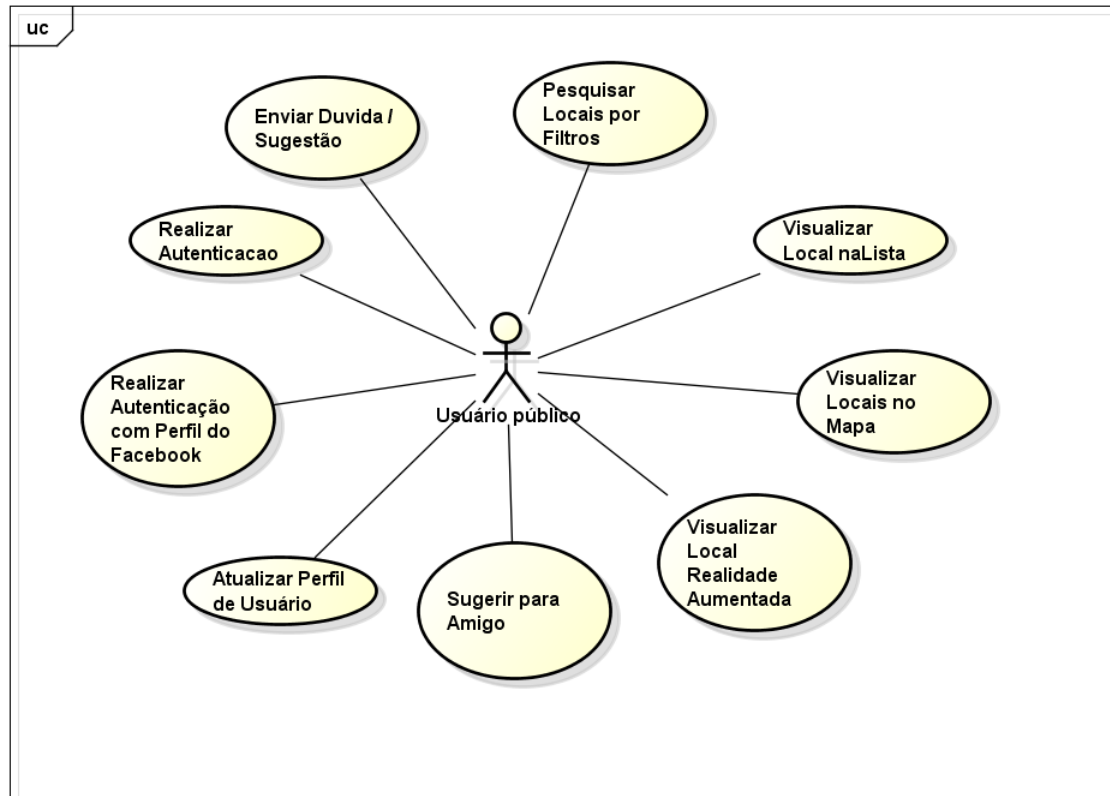 uc
Enviar Duvida /
Sugestão
Pesquisar
Locais por
Filtros
Realizar
Autenticacao
Visualizar
Local naLista
Realizar
Autenticação
com Perfil do
Facebook
Usuário público
Visualizar
Locais no
Mapa
Atualizar Perfil
de Usuário
Sugerir para
Amigo
Visualizar
Local
Realidade
Aumentada